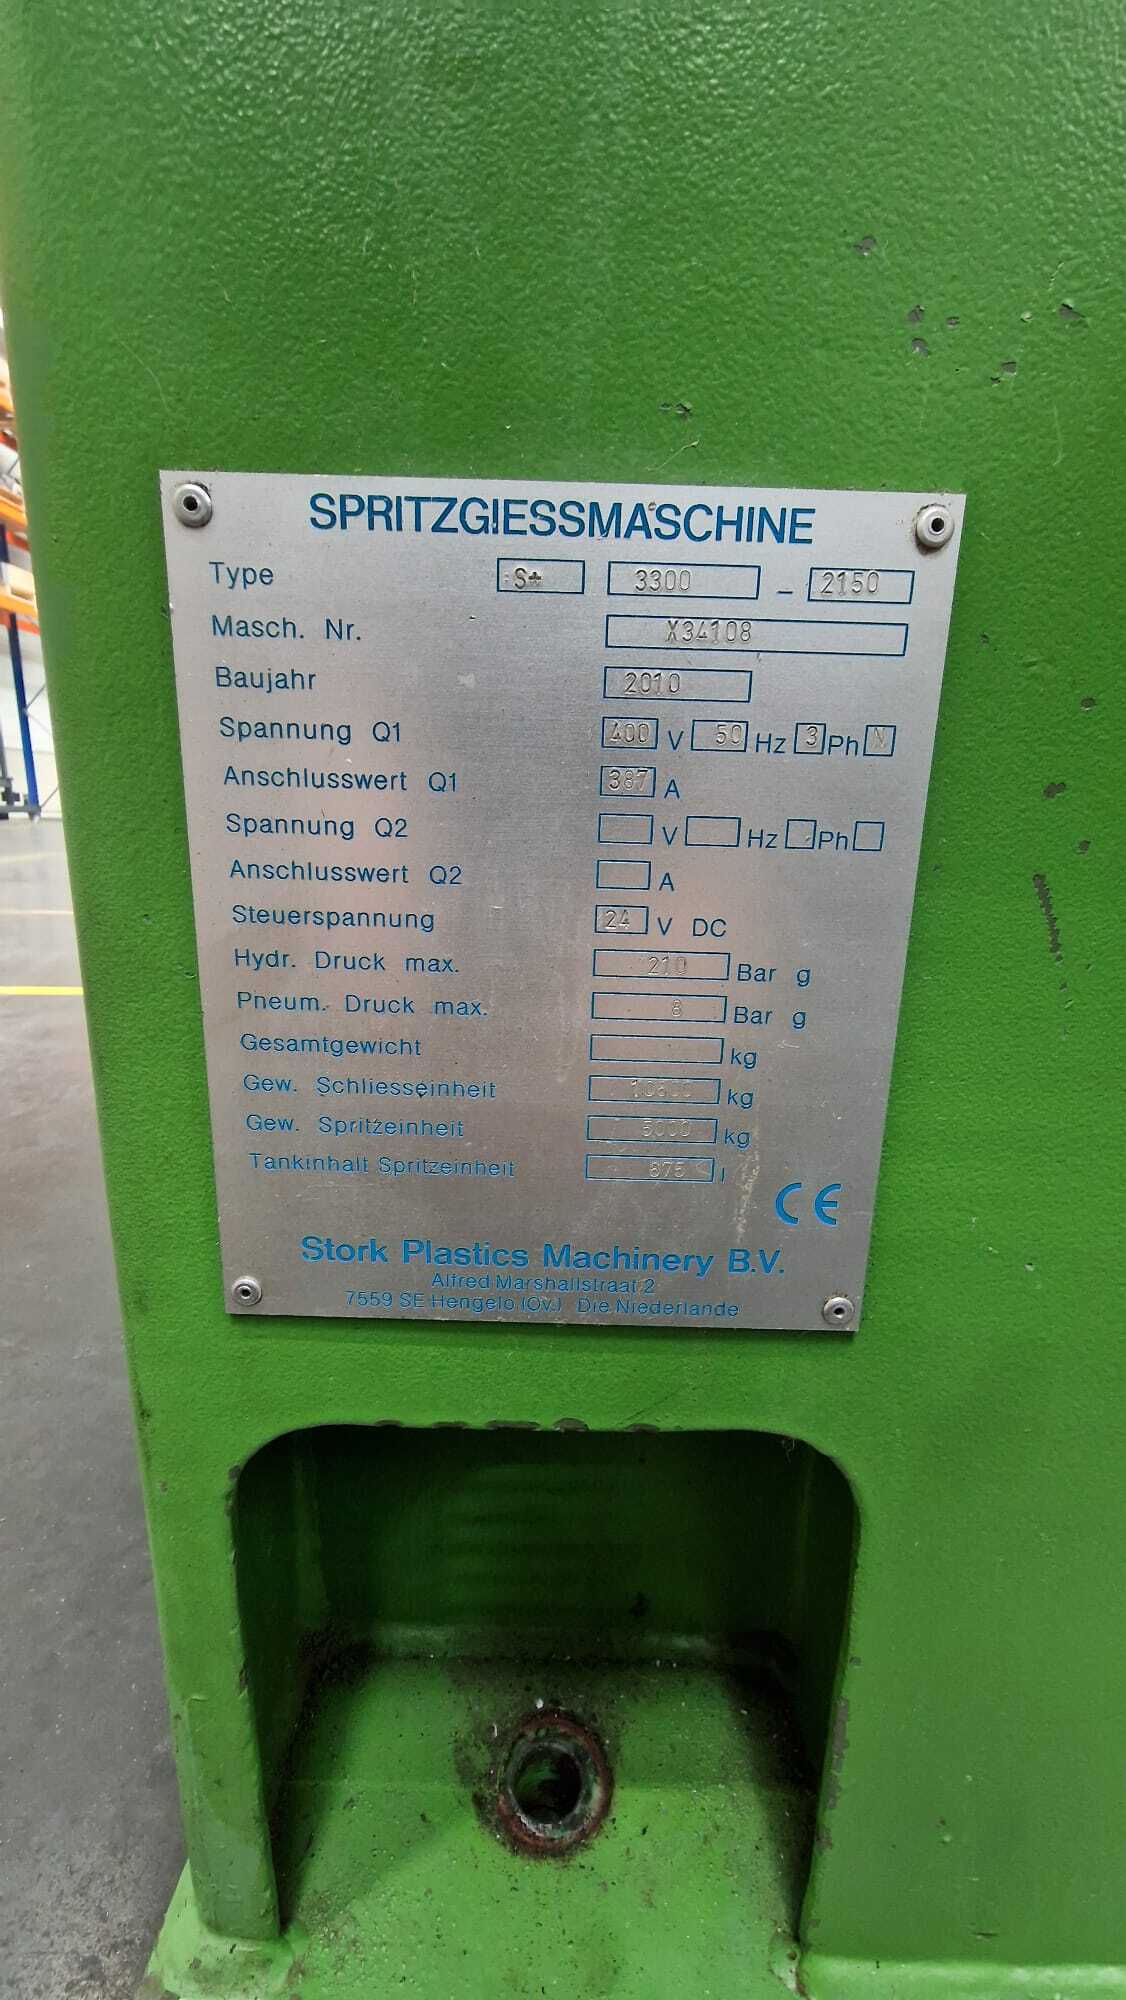 SPRITZGIESSMASCHINE
Type S+ 3300 - 2150
Masch. Nr. X34108
Baujahr 2010
Spannung Q1 400 V 50 Hz 3 Ph N
Anschlusswert Q1 387 A
Spannung Q2 V Hz Ph
Anschlusswert Q2 A
Steuerspannung 24 V DC
Hydr. Druck max. 210 Bar g
Pneum. Druck max. 8 Bar g
Gesamtgewicht kg
Gew. Schliesseinheit kg
Gew. Spritzeinheit 5000 kg
Tankinhalt Spritzeinheit 675 l
CE
Stork Plastics Machinery B.V.
Alfred Marshallstraat 2
7559 SE Hengelo (Ov.) Die Niederlande